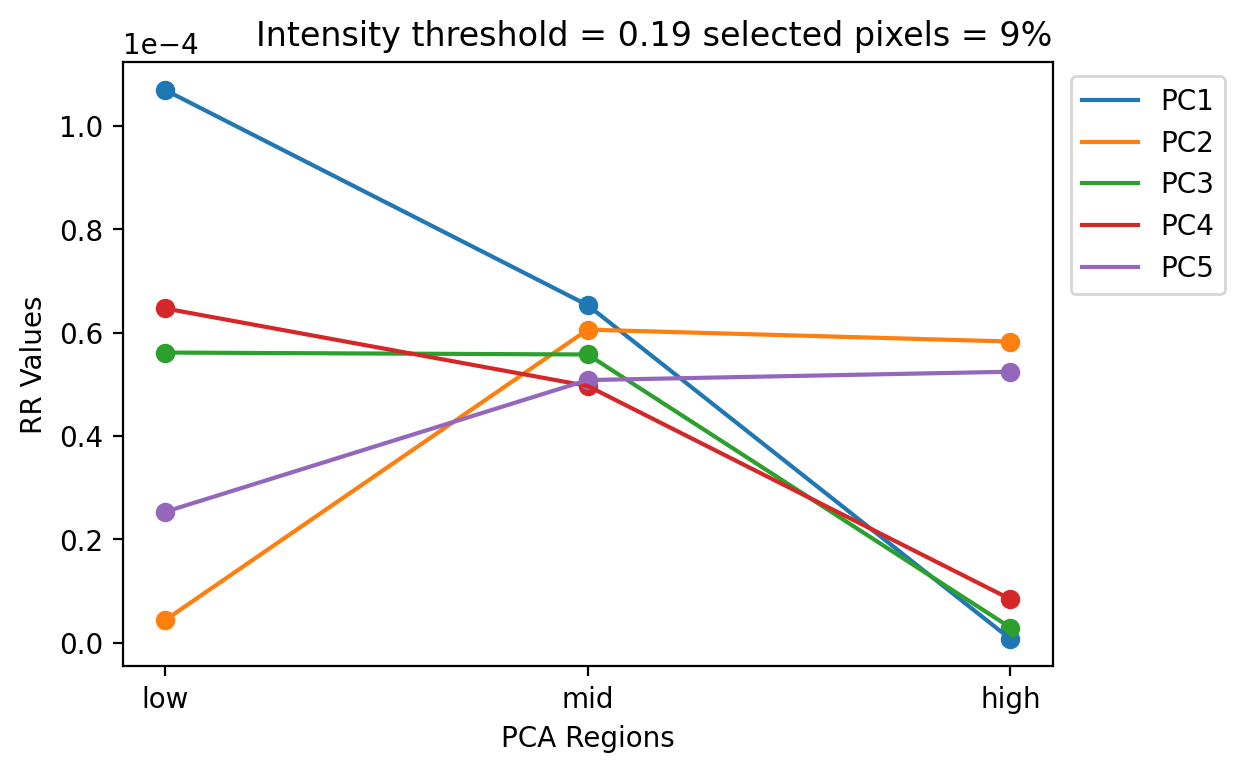 Intensity threshold = 0.19 selected pixels = 9%
1e−4
1.0
0.8
0.6
0.4
0.2
0.0
RR Values
low
mid
high
PCA Regions
PC1
PC2
PC3
PC4
PC5